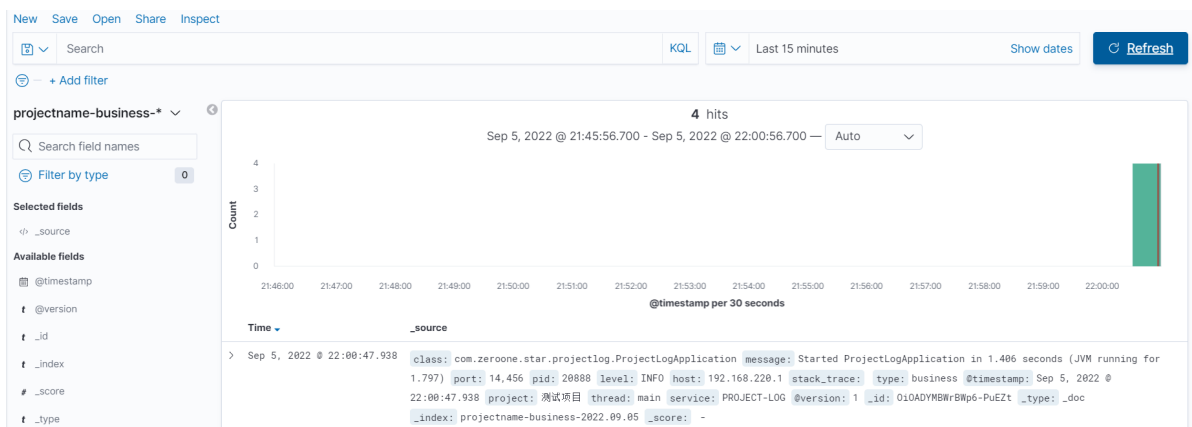 New Save Open Share Inspect
Search KQL Last 15 minutes Show dates Refresh
+ Add filter
projectname-business-*
Search field names
Filter by type 0
Selected fields
</> _source
Available fields
@timestamp
t @version
t _id
t _index
# _score
t _type
4 hits
Sep 5, 2022 @ 21:45:56.700 - Sep 5, 2022 @ 22:00:56.700 — Auto
Count
4
3
2
1
0
21:46:00 21:47:00 21:48:00 21:49:00 21:50:00 21:51:00 21:52:00 21:53:00 21:54:00 21:55:00 21:56:00 21:57:00 21:58:00 21:59:00 22:00:00
@timestamp per 30 seconds
Time _source
> Sep 5, 2022 @ 22:00:47.938 class: com.zeroone.star.projectlog.ProjectLogApplication message: Started ProjectLogApplication in 1.406 seconds (JVM running for
1.797) port: 14,456 pid: 20888 level: INFO host: 192.168.220.1 stack_trace: type: business @timestamp: Sep 5, 2022 @
22:00:47.938 project: 测试项目 thread: main service: PROJECT-LOG @version: 1 _id: OiOADYMBWrBWp6-PuEZt _type: _doc
_index: projectname-business-2022.09.05 _score: -